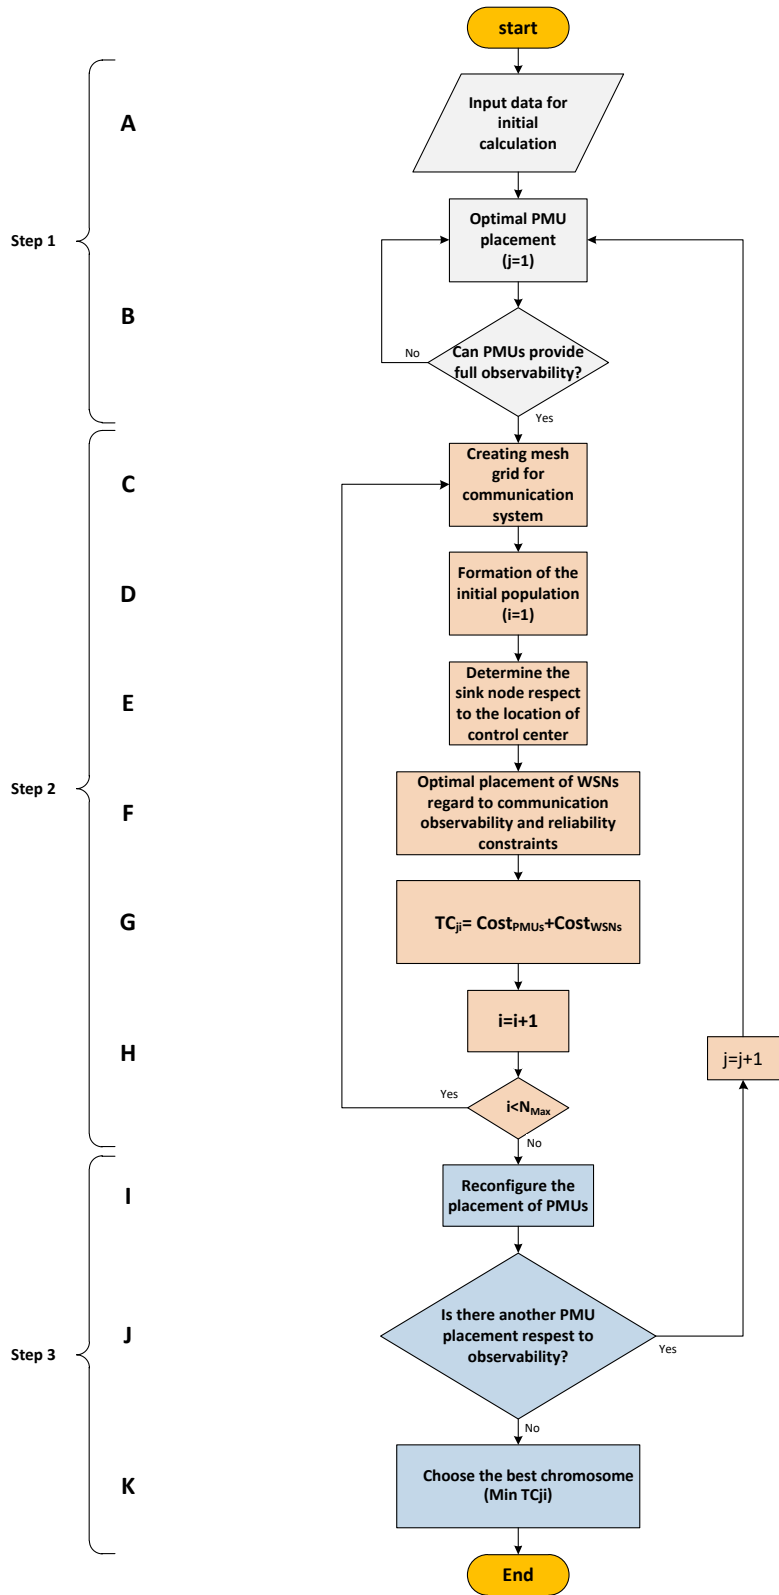 start
A
Input data for
initial
calculation
Step 1
Optimal PMU
placement
(j=1)
B
No
Can PMUs provide
full observability?
Yes
C
Creating mesh
grid for
communication
system
D
Formation of the
initial population
(i=1)
E
Determine the
sink node respect
to the location of
control center
Step 2
F
Optimal placement of WSNs
regard to communication
observability and reliability
constraints
G
TCji= CostPMUs+CostWSNs
i=i+1
H
j=j+1
Yes
i<NMax
No
I
Reconfigure the
placement of PMUs
J
Is there another PMU
placement respest to
observability?
Step 3
Yes
No
K
Choose the best chromosome
(Min TCji)
End